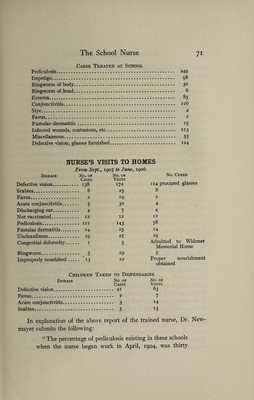 The School Nurse 71
Cases Treated at School
Pediculosis 249
Impetigo 98
Ringworm of body 30
Ringworm of head 6
Eczema 85
Conjunctivitis 126
Stye 4
Favus 2
Pustular dermatitis 15
Infected wounds, contusions, etc. 113
Miscellaneous 55
Defective vision; glasses furnished 124
NURSE'S VISITS TO HOMES
From Sept., 1905 to June, 1906
Disease No. of Cases No. of Visits No. Cured
Defective vision 138 172 124 procured glasses
Scabies 8 25 8
Favus 2 19 2
Acute conjunctivitis 5 30 4
Discharging ear 4 7 4
Not vaccinated 12 12 12
Pediculosis 121 143 78
Pustular dermatitis 14 25 14
Uncleanliness 19 27 19
Congenital deformity 1 3 Admitted to Widener
Memorial Home
Ringworm 5 29 5
Improperly nourished 13 22 Proper nourishment
obtained
Children Taken to Dispensaries
Disease No. of Cases No. of Visits
Defective vision 41 63
Favus 2 7
Acute conjunctivitis 3 14
Scabies 5 13
In explanation of the above report of the trained nurse, Dr. New-
mayer submits the following:
"The percentage of pediculosis existing in these schools
when the nurse began work in April, 1904, was thirty